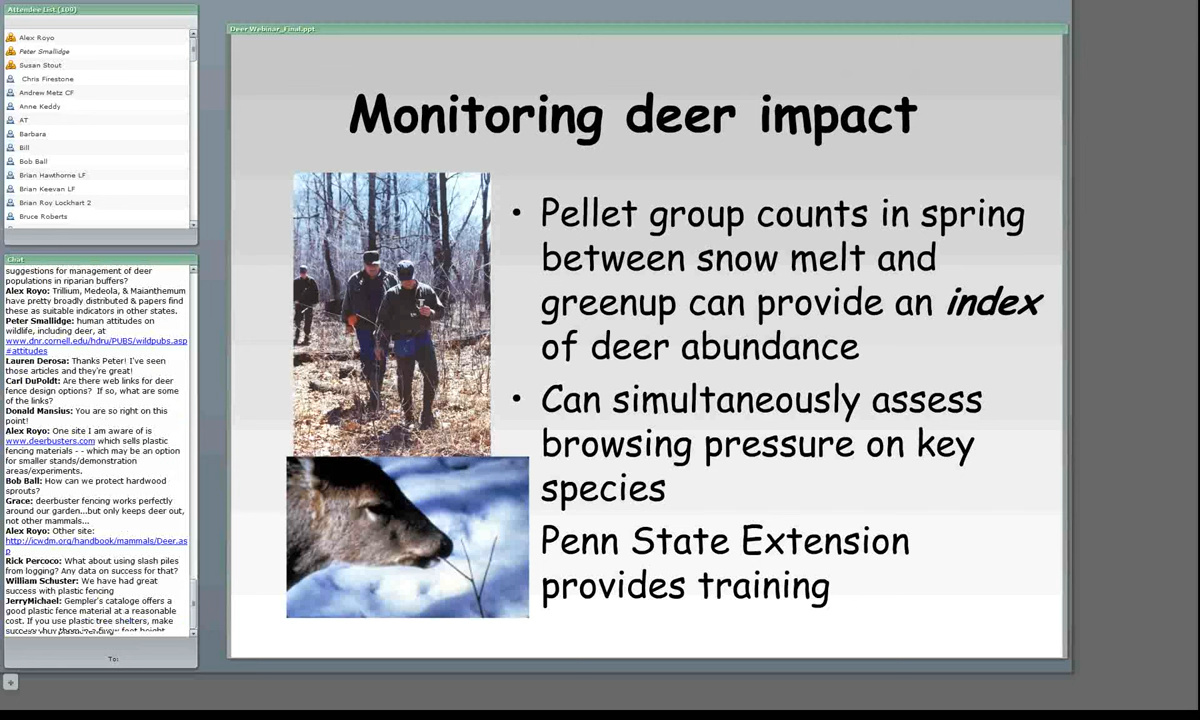 Attendee List (109)
Alex Royo
Peter Smallidge
Susan Stout
Chris Firestone
Andrew Metz CF
Anne Keddy
AT
Barbara
Bill
Bob Ball
Brian Hawthorne LF
Brian Keevan LF
Brian Roy Lockhart 2
Bruce Roberts
Chat
suggestions for management of deer
populations in riparian buffers?
Alex Royo: Trillium, Medeola, & Maianthemum
have pretty broadly distributed & papers find
these as suitable indicators in other states.
Peter Smallidge: human attitudes on
wildlife, including deer, at
www.dnr.cornell.edu/hdru/PUBS/wildpubs.asp
#attitudes
Lauren Derosa: Thanks Peter! I've seen
those articles and they're great!
Carl DuPoldt: Are there web links for deer
fence design options? If so, what are some
of the links?
Donald Mansius: You are so right on this
point!
Alex Royo: One site I am aware of is
www.deerbusters.com which sells plastic
fencing materials - - which may be an option
for smaller stands/demonstration
areas/experiments.
Bob Ball: How can we protect hardwood
sprouts?
Grace: deerbuster fencing works perfectly
around our garden...but only keeps deer out,
not other mammals...
Alex Royo: Other site:
http://icwdm.org/handbook/mammals/Deer.as
p
Rick Percoco: What about using slash piles
from logging? Any data on success for that?
William Schuster: We have had great
success with plastic fencing
JerryMichael: Gempler's cataloge offers a
good plastic fence material at a reasonable
cost. If you use plastic tree shelters, make
To:
Deer Webinar_Final.ppt
Monitoring deer impact
• Pellet group counts in spring
between snow melt and
greenup can provide an index
of deer abundance
• Can simultaneously assess
browsing pressure on key
species
Penn State Extension
provides training